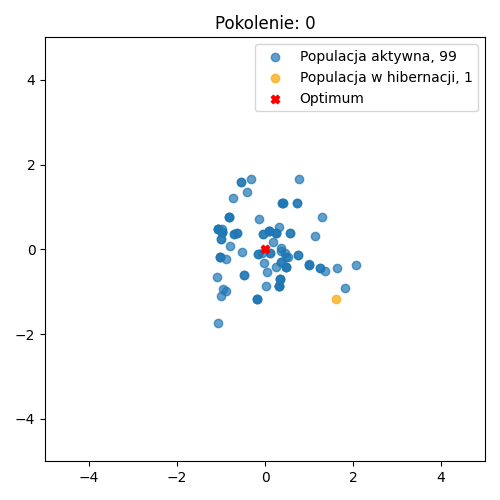 Pokolenie: 0
Populacja aktywna, 99
Populacja w hibernacji, 1
Optimum
4
2
0
−2
−4
−4
−2
0
2
4